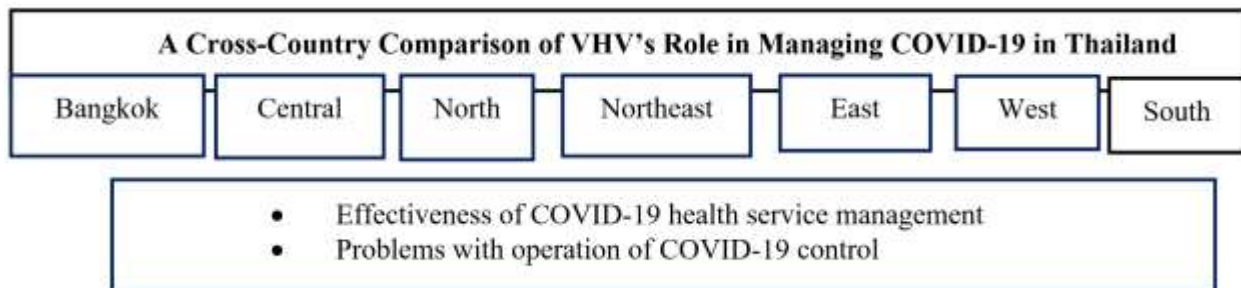 A Cross-Country Comparison of VHV's Role in Managing COVID-19 in Thailand
Bangkok
Central
North
Northeast
East
West
South
• Effectiveness of COVID-19 health service management
• Problems with operation of COVID-19 control